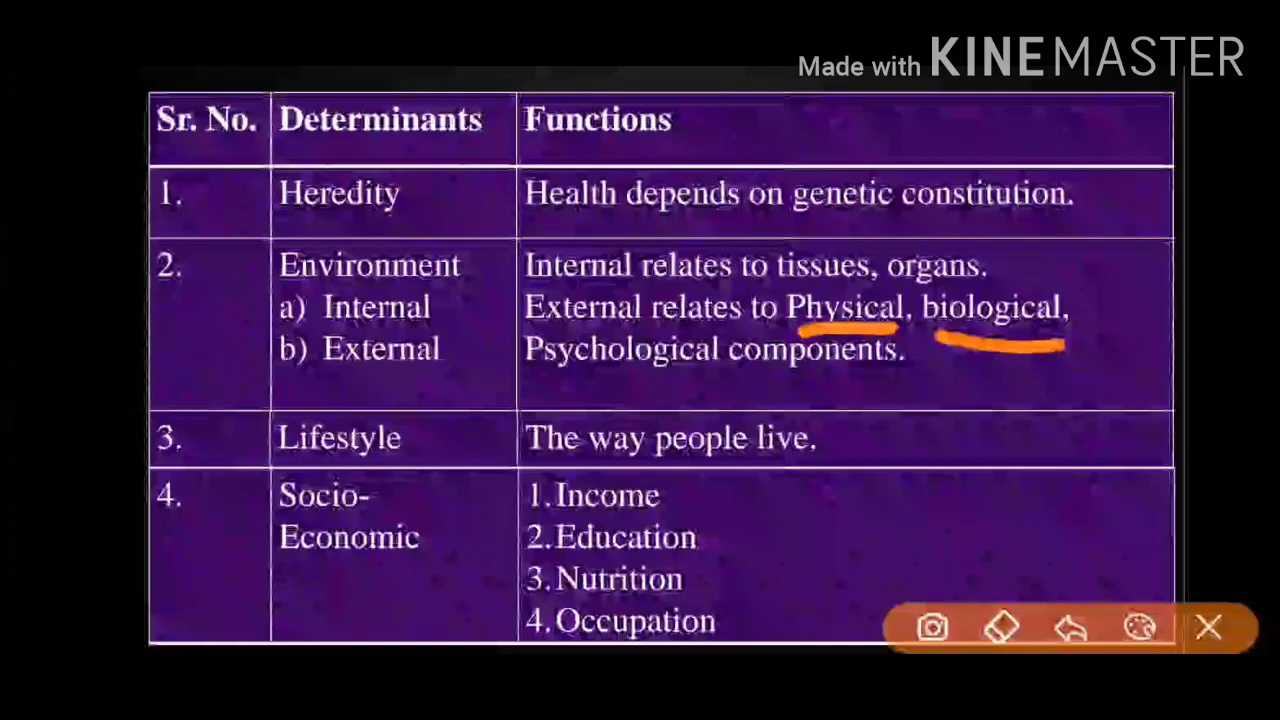 Made with KINEMASTER
Sr. No. Determinants Functions
1. Heredity Health depends on genetic constitution.
2. Environment Internal relates to tissues, organs.
a) Internal External relates to Physical, biological,
b) External Psychological components.
3. Lifestyle The way people live.
4. Socio- 1. Income
Economic 2. Education
3. Nutrition
4. Occupation